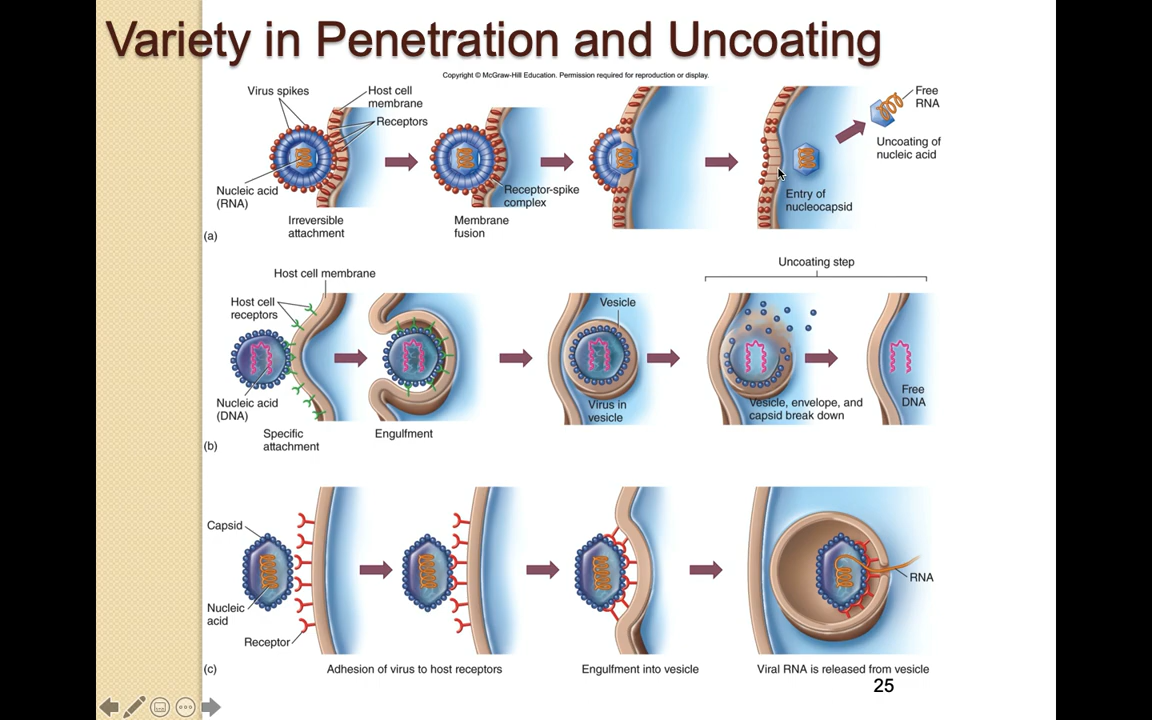 Variety in Penetration and Uncoating
Copyright © McGraw-Hill Education. Permission required for reproduction or display.
Virus spikes
Host cell
membrane
Receptors
Nucleic acid
(RNA)
Irreversible
attachment
Receptor-spike
complex
Membrane
fusion
Entry of
nucleocapsid
Free
RNA
Uncoating of
nucleic acid
(a)
Host cell membrane
Host cell
receptors
Nucleic acid
(DNA)
Specific
attachment
Engulfment
Vesicle
Virus in
vesicle
Uncoating step
Vesicle, envelope, and
capsid break down
Free
DNA
(b)
Capsid
Nucleic
acid
Receptor
RNA
(c)
Adhesion of virus to host receptors
Engulfment into vesicle
Viral RNA is released from vesicle
25